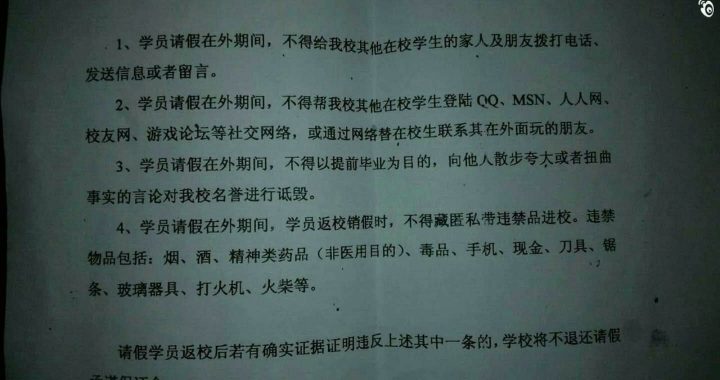 1、学员请假在外期间，不得给我校其他在校学生的家人及朋友拨打电话、
发送信息或者留言。
2、学员请假在外期间，不得帮我校其他在校学生登陆 QQ、MSN、人人网、
校友网、游戏论坛等社交网络，或通过网络替在校生联系其在外面玩的朋友。
3、学员请假在外期间，不得以提前毕业为目的，向他人散步夸大或者扭曲
事实的言论对我校名誉进行诋毁。
4、学员请假在外期间，学员返校销假时，不得藏匿私带违禁品进校。违禁
物品包括：烟、酒、精神类药品（非医用目的）、毒品、手机、现金、刀具、锯
条、玻璃器具、打火机、火柴等。
请假学员返校后若有确实证据证明违反上述其中一条的，学校将不退还请假